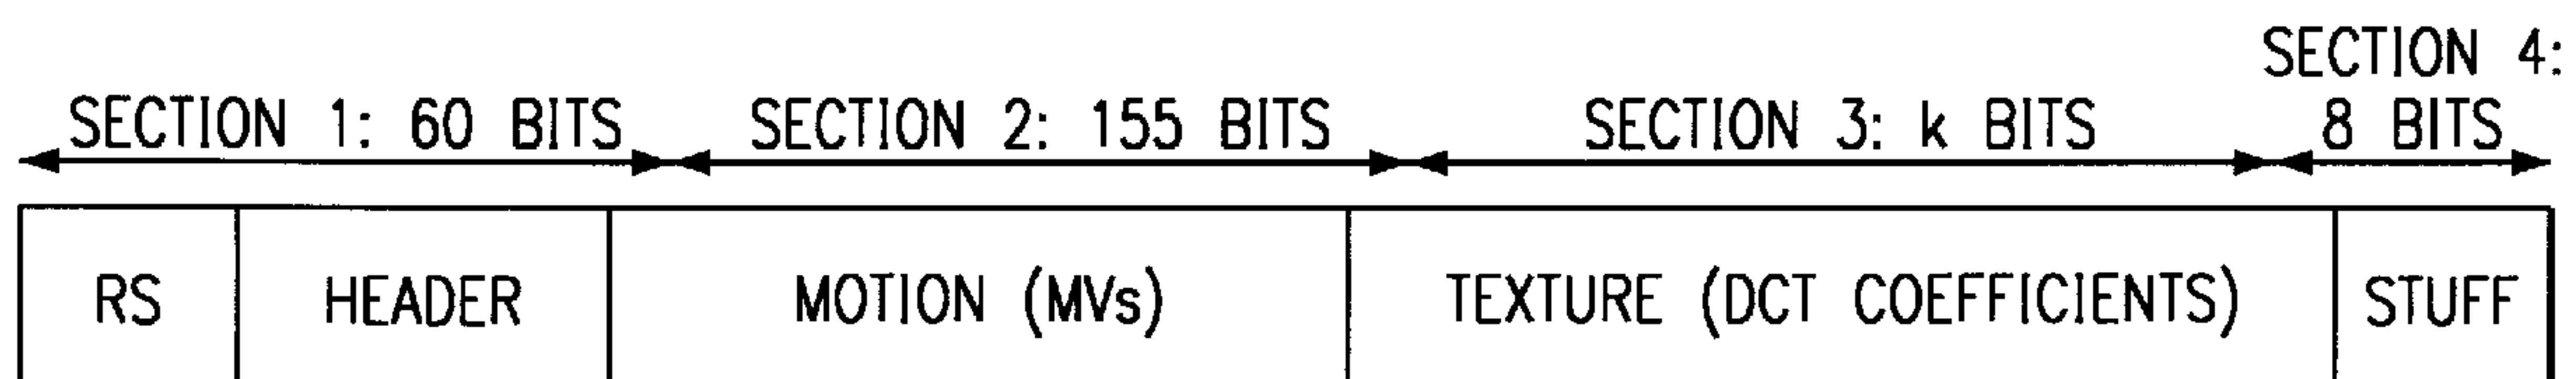 SECTION 1: 60 BITS
SECTION 2: 155 BITS
SECTION 3: k BITS
SECTION 4:
8 BITS
RS
HEADER
MOTION (MVs)
TEXTURE (DCT COEFFICIENTS)
STUFF